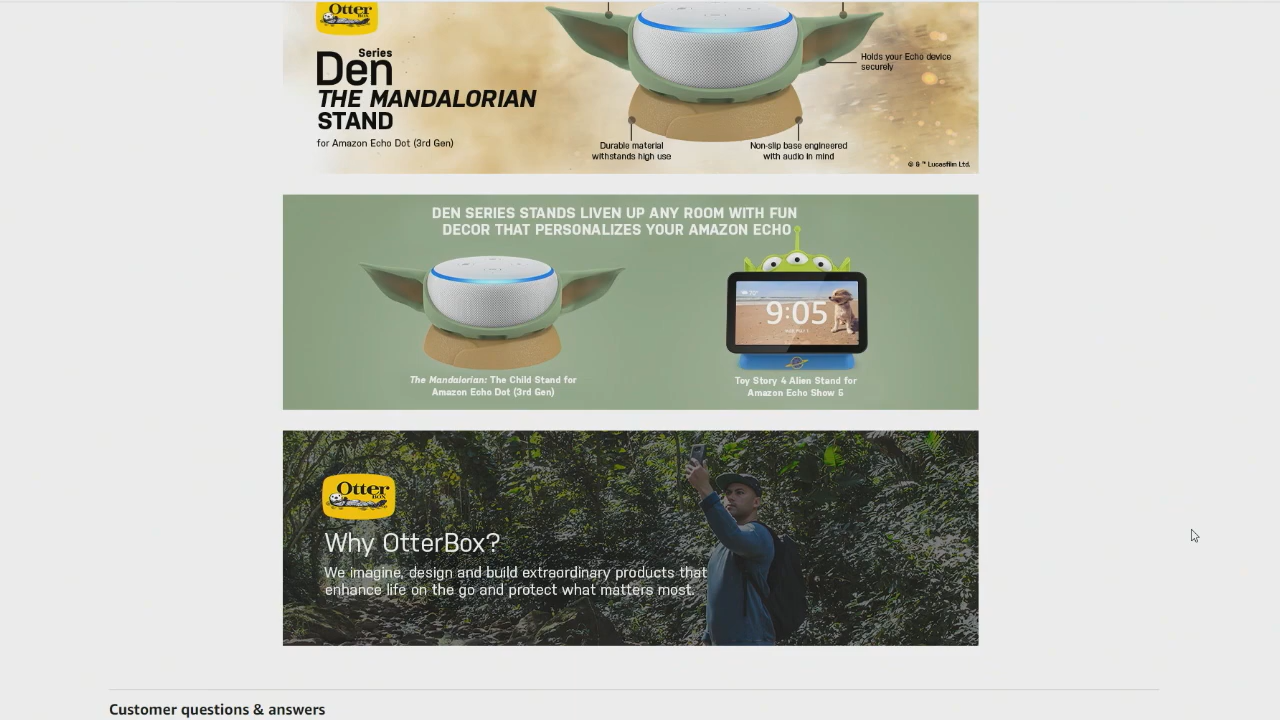 Otter
BOX
Series
Den
THE MANDALORIAN
STAND
for Amazon Echo Dot (3rd Gen)
Holds your Echo device
securely
Durable material
withstands high use
Non-slip base engineered
with audio in mind
© & ™ Lucasfilm Ltd.
DEN SERIES STANDS LIVEN UP ANY ROOM WITH FUN
DECOR THAT PERSONALIZES YOUR AMAZON ECHO
9:05
The Mandalorian: The Child Stand for
Amazon Echo Dot (3rd Gen)
Toy Story 4 Alien Stand for
Amazon Echo Show 5
Otter
BOX
Why OtterBox?
We imagine, design and build extraordinary products that
enhance life on the go and protect what matters most.
Customer questions & answers